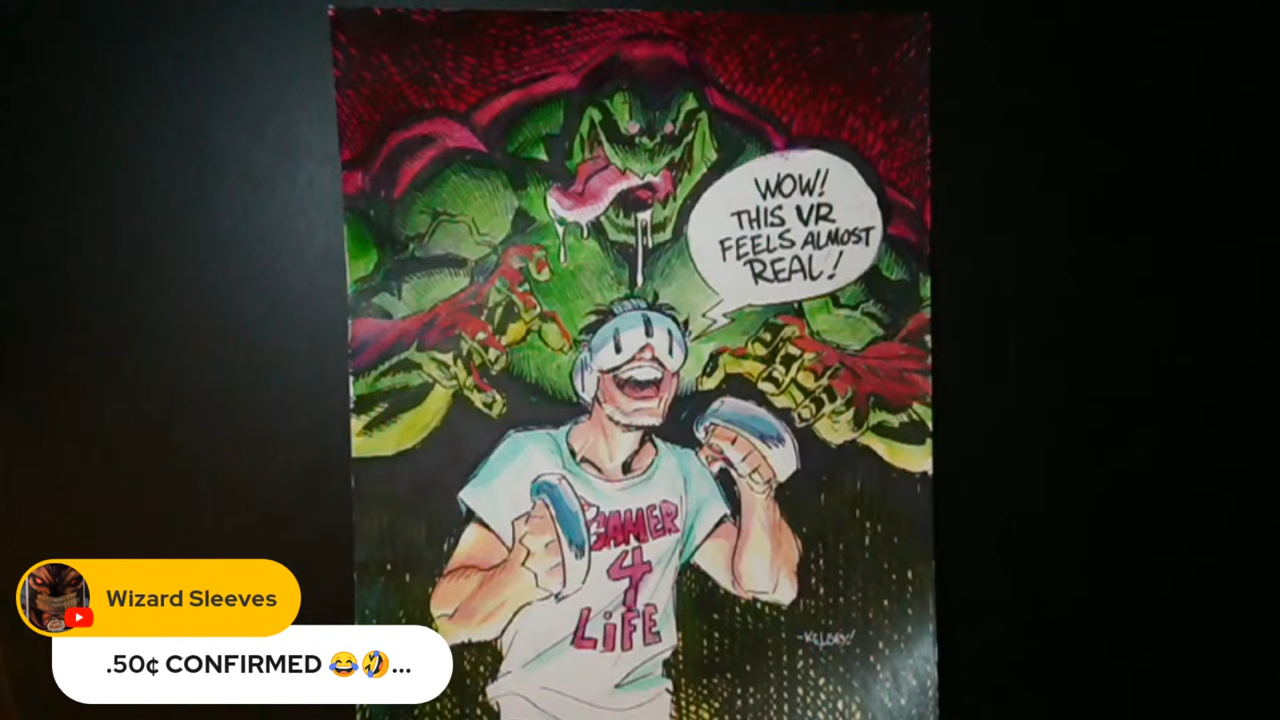 WOW!
THIS VR
FEELS ALMOST
REAL!
GAMER
4
LiFE
Wizard Sleeves
.50¢ CONFIRMED 😂🤣...